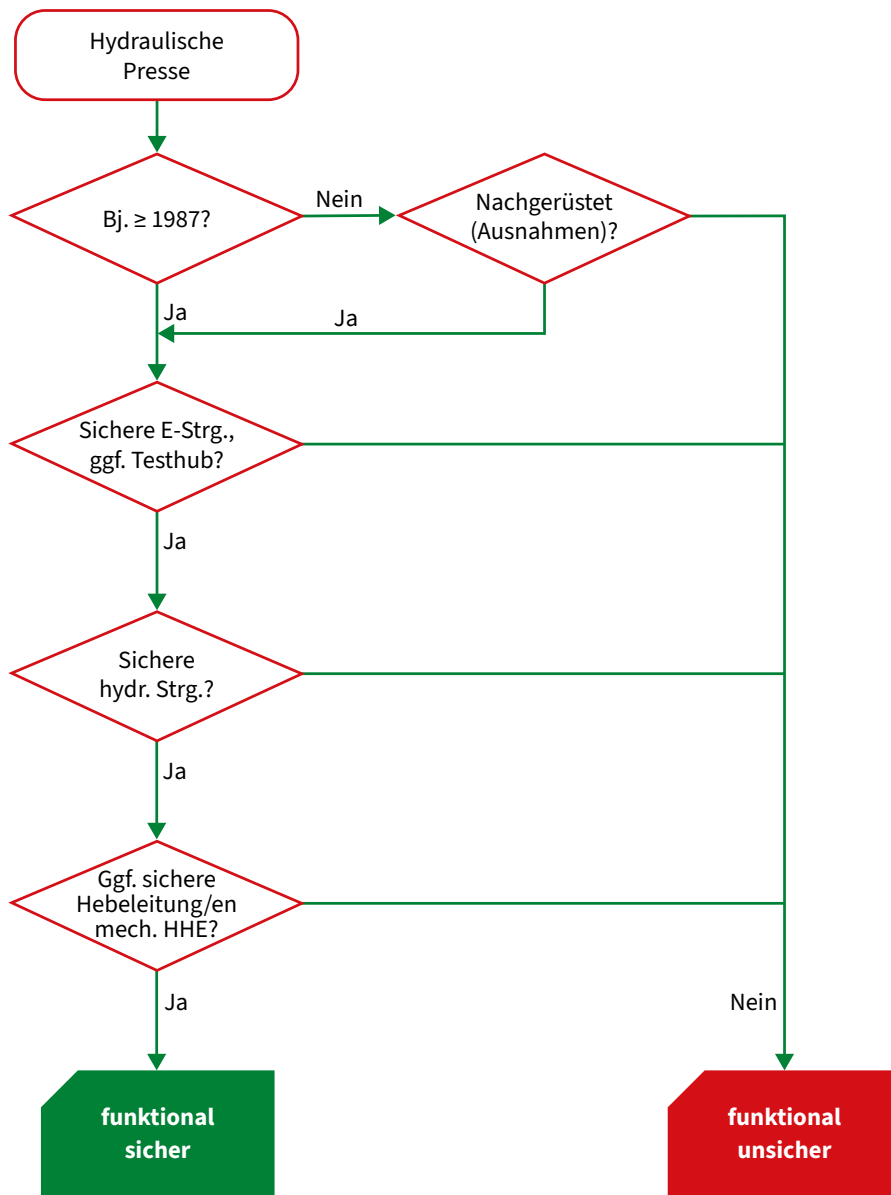 Hydraulische
Presse
Bj. ≥ 1987?
Nein
Nachgerüstet
(Ausnahmen)?
Ja
Ja
Sichere E-Strg.,
ggf. Testhub?
Ja
Sichere
hydr. Strg.?
Ja
Ggf. sichere
Hebeleitung/en
mech. HHE?
Ja
Nein
funktional
sicher
funktional
unsicher